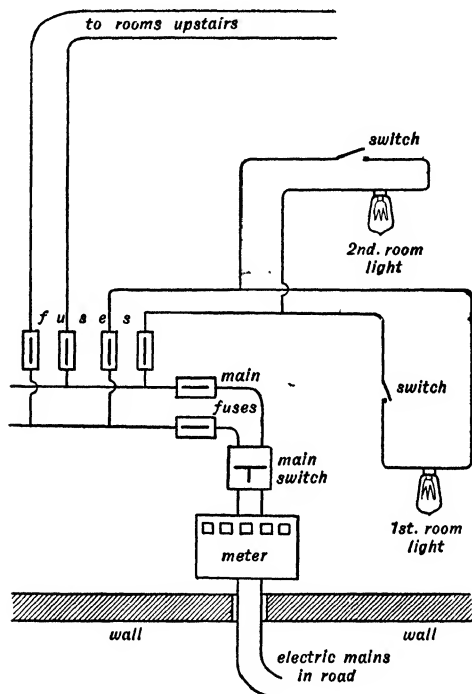 to rooms upstairs
switch
2nd. room
light
fuses
main
fuses
switch
main
switch
1st. room
light
meter
wall
wall
electric mains
in road